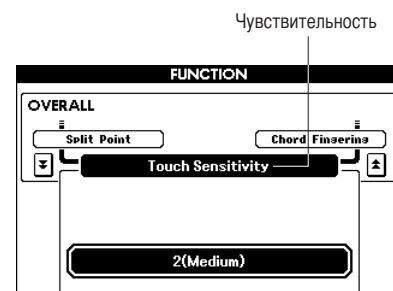 Чувствительность
FUNCTION
OVERALL
Split Point
Chord Fingering
Touch Sensitivity
2(Medium)